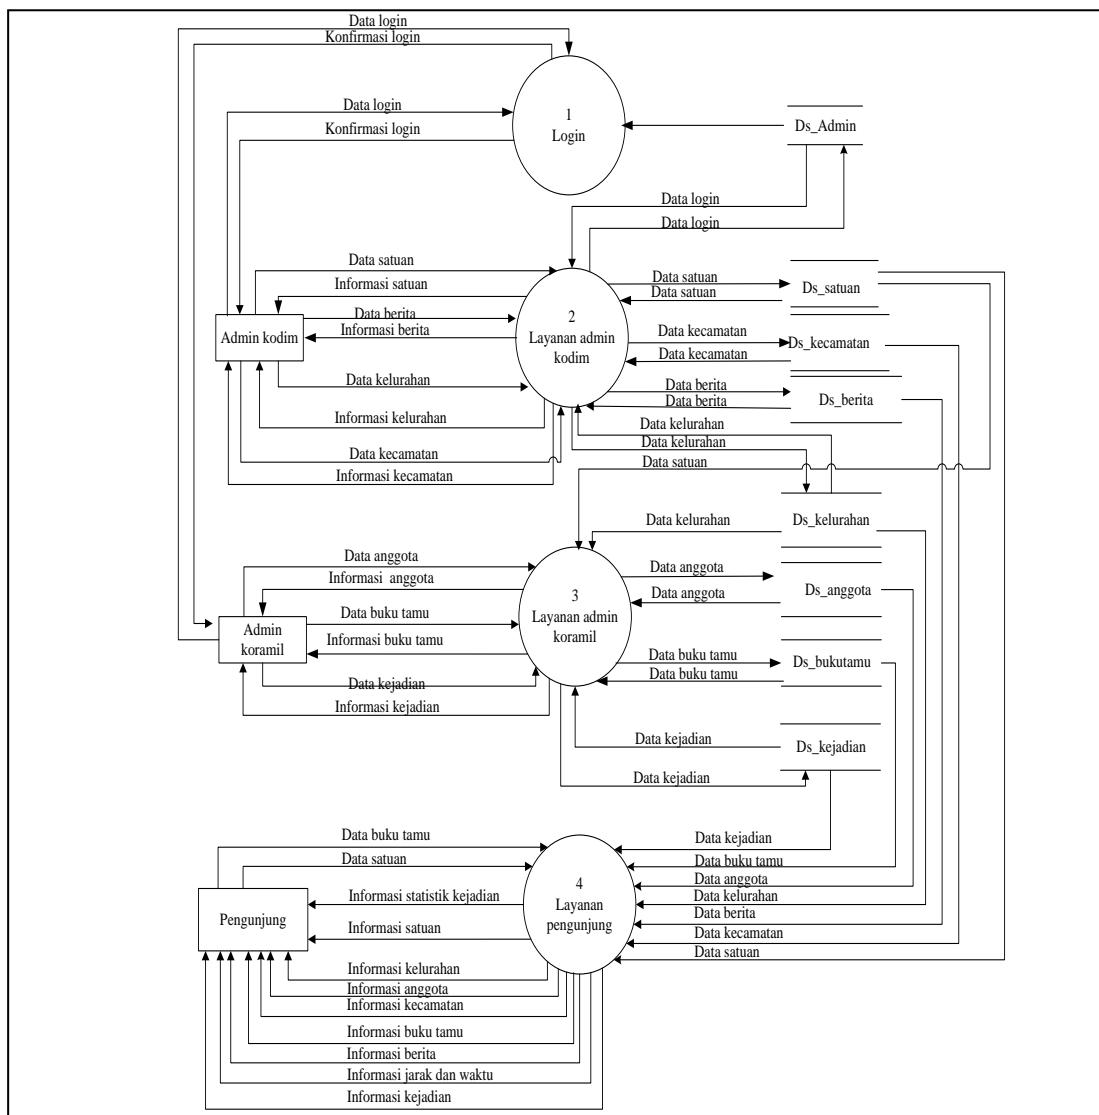 Data login
Konfirmasi login
Data login
Konfirmasi login
1
Login
Ds_Admin
Data login
Data login
Data satuan
Informasi satuan
Data berita
Informasi berita
Admin kodim
Data kelurahan
Informasi kelurahan
Data kecamatan
Informasi kecamatan
2
Layanan admin
kodim
Data satuan
Data satuan
Ds_satuan
Data kecamatan
Data kecamatan
Ds_kecamatan
Data berita
Data berita
Ds_berita
Data kelurahan
Data kelurahan
Data satuan
Data kelurahan
Ds_kelurahan
Data anggota
Informasi  anggota
Data buku tamu
Informasi buku tamu
Admin
koramil
Data kejadian
Informasi kejadian
3
Layanan admin
koramil
Data anggota
Data anggota
Ds_anggota
Data buku tamu
Data buku tamu
Ds_bukutamu
Data kejadian
Ds_kejadian
Data kejadian
Data buku tamu
Data satuan
Informasi statistik kejadian
Pengunjung
Informasi satuan
Informasi kelurahan
Informasi anggota
Informasi kecamatan
Informasi buku tamu
Informasi berita
Informasi jarak dan waktu
Informasi kejadian
4
Layanan
pengunjung
Data kejadian
Data buku tamu
Data anggota
Data kelurahan
Data berita
Data kecamatan
Data satuan